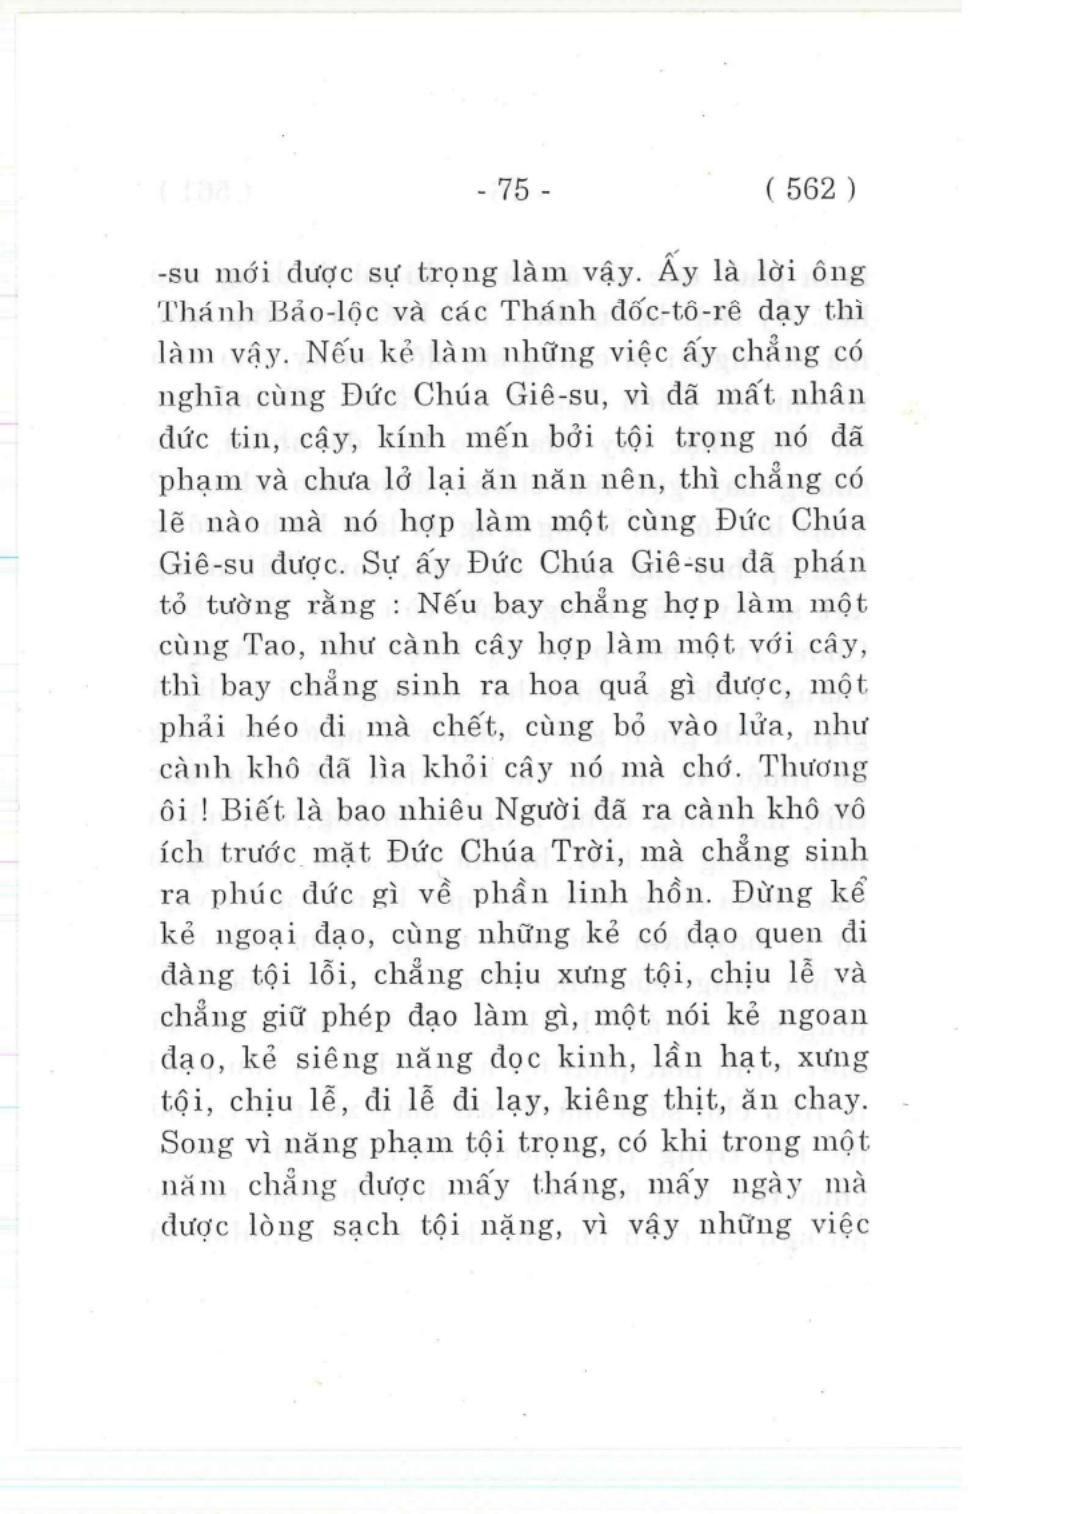 - 75 - ( 562 )
-su mới được sự trọng làm vậy. Ấy là lời ông
Thánh Bảo-lộc và các Thánh đốc-tô-rê dạy thì
làm vậy. Nếu kẻ làm những việc ấy chẳng có
nghĩa cùng Đức Chúa Giê-su, vì đã mất nhân
đức tin, cậy, kính mến bởi tội trọng nó đã
phạm và chưa lở lại ăn năn nên, thì chẳng có
lẽ nào mà nó hợp làm một cùng Đức Chúa
Giê-su được. Sự ấy Đức Chúa Giê-su đã phán
tỏ tường rằng : Nếu bay chẳng hợp làm một
cùng Tao, như cành cây hợp làm một với cây,
thì bay chẳng sinh ra hoa quả gì được, một
phải héo đi mà chết, cùng bỏ vào lửa, như
cành khô đã lìa khỏi cây nó mà chớ. Thương
ôi ! Biết là bao nhiêu Người đã ra cành khô vô
ích trước mặt Đức Chúa Trời, mà chẳng sinh
ra phúc đức gì về phần linh hồn. Đừng kể
kẻ ngoại đạo, cùng những kẻ có đạo quen đi
đàng tội lỗi, chẳng chịu xưng tội, chịu lễ và
chẳng giữ phép đạo làm gì, một nói kẻ ngoan
đạo, kẻ siêng năng đọc kinh, lần hạt, xưng
tội, chịu lễ, đi lễ đi lạy, kiêng thịt, ăn chay.
Song vì năng phạm tội trọng, có khi trong một
năm chẳng được mấy tháng, mấy ngày mà
được lòng sạch tội nặng, vì vậy những việc